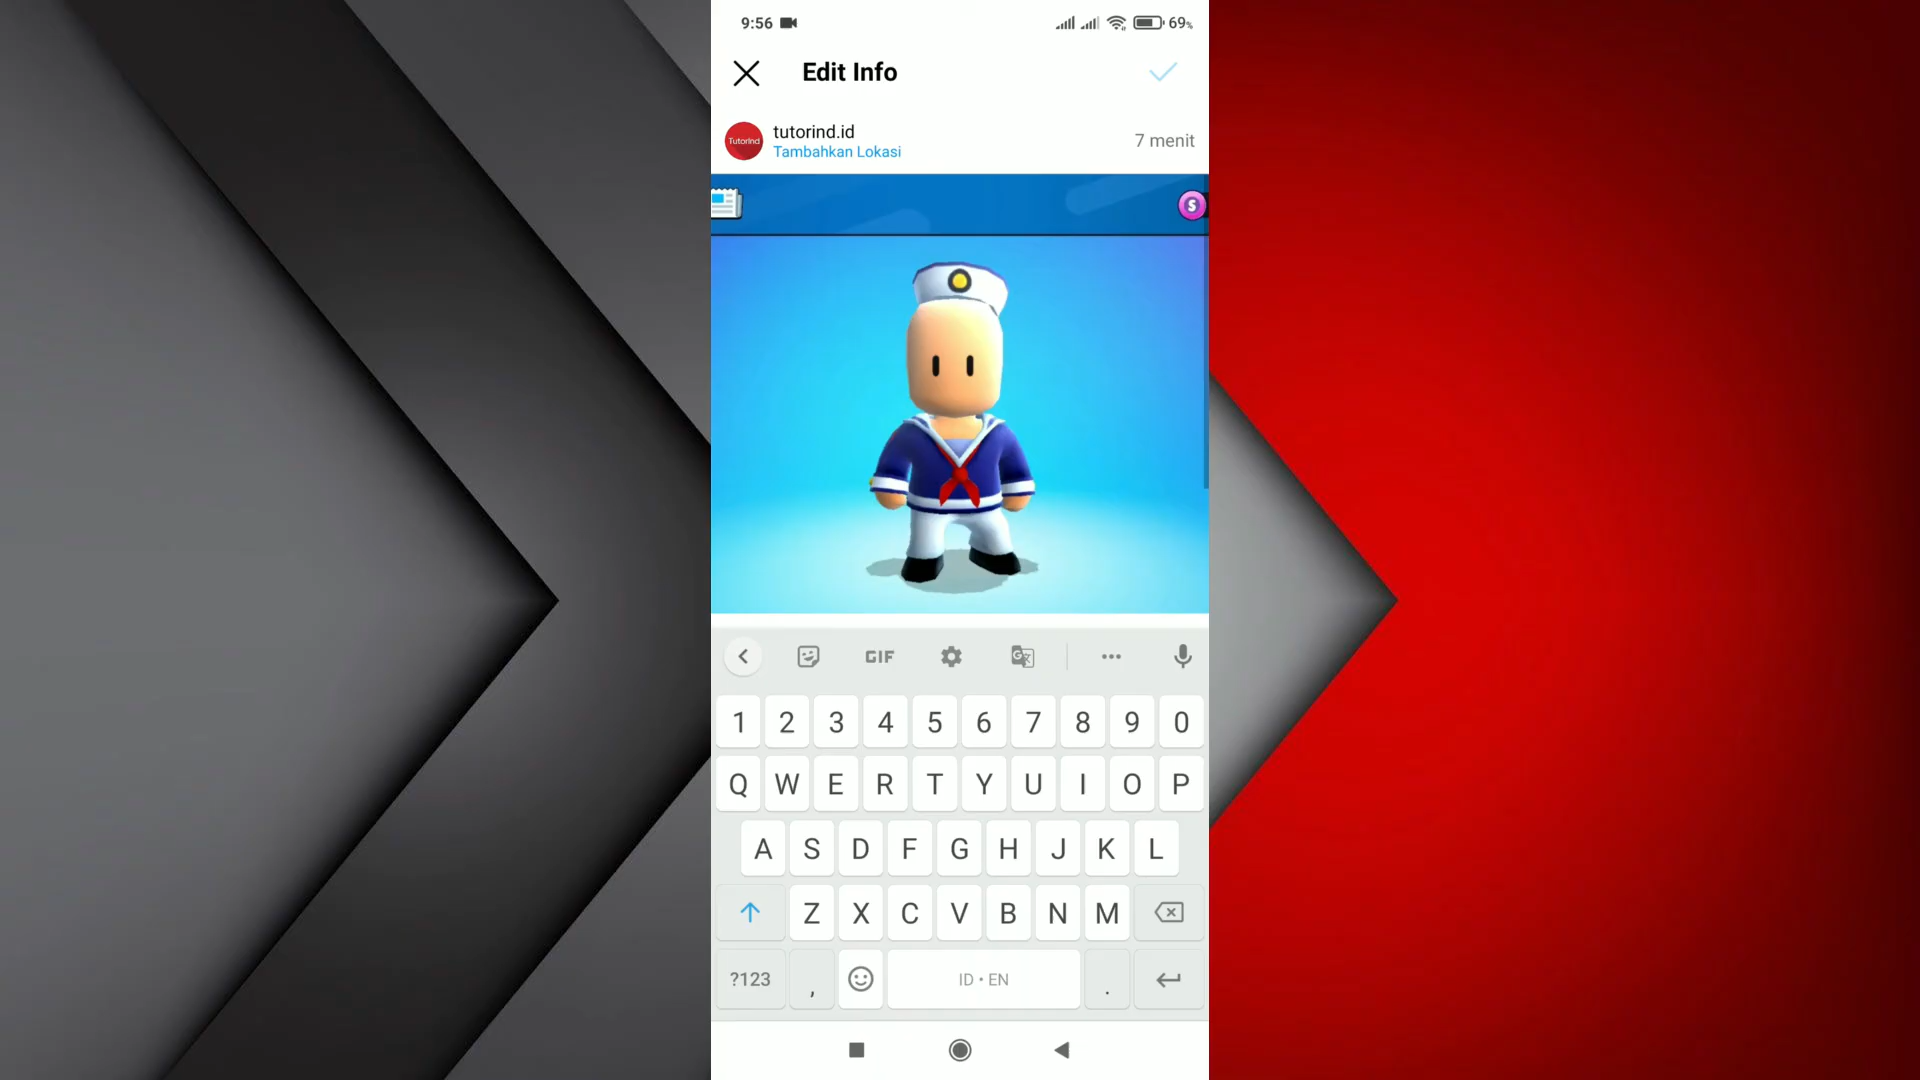 9:56
69%
Edit Info
Tutorind
tutorind.id
7 menit
Tambahkan Lokasi
S
GIF
1 2 3 4 5 6 7 8 9 0
Q W E R T Y U I O P
A S D F G H J K L
Z X C V B N M
?123 , ID • EN .